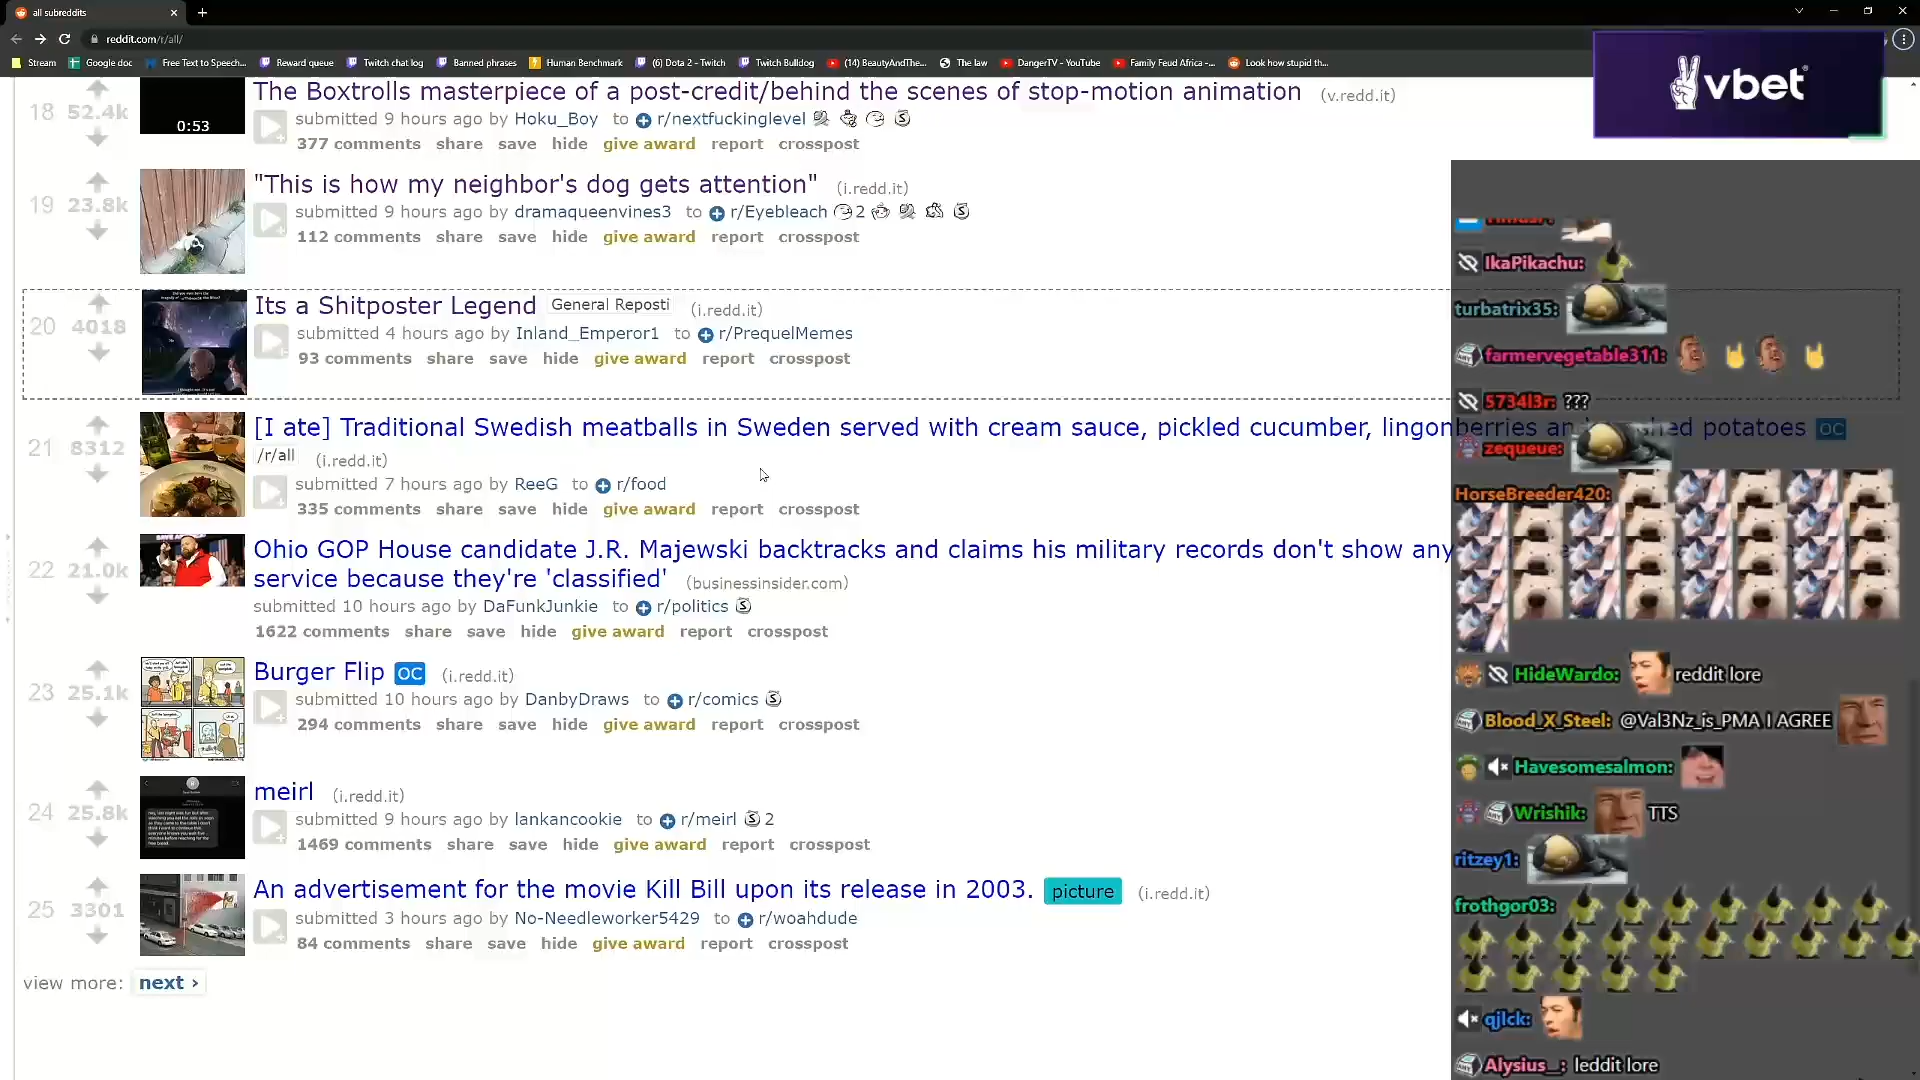 all subreddits
reddit.com/r/all/
Stream Google doc Free Text to Speech... Reward queue Twitch chat log Banned phrases Human Benchmark (6) Dota 2 - Twitch Twitch Bulldog (14) BeautyAndThe... The law DangerTV - YouTube Family Feud Africa -... Look how stupid th...
vbet
18 52.4k 0:53
The Boxtrolls masterpiece of a post-credit/behind the scenes of stop-motion animation (v.redd.it)
submitted 9 hours ago by Hoku_Boy to r/nextfuckinglevel
377 comments share save hide give award report crosspost
19 23.8k
"This is how my neighbor's dog gets attention" (i.redd.it)
submitted 9 hours ago by dramaqueenvines3 to r/Eyebleach 2
112 comments share save hide give award report crosspost
20 4018
Its a Shitposter Legend General Reposti (i.redd.it)
submitted 4 hours ago by Inland_Emperor1 to r/PrequelMemes
93 comments share save hide give award report crosspost
21 8312
[I ate] Traditional Swedish meatballs in Sweden served with cream sauce, pickled cucumber, lingonberries potatoes OC
/r/all (i.redd.it)
submitted 7 hours ago by ReeG to r/food
335 comments share save hide give award report crosspost
22 21.0k
Ohio GOP House candidate J.R. Majewski backtracks and claims his military records don't show any
service because they're 'classified' (businessinsider.com)
submitted 10 hours ago by DaFunkJunkie to r/politics
1622 comments share save hide give award report crosspost
23 25.1k
Burger Flip OC (i.redd.it)
submitted 10 hours ago by DanbyDraws to r/comics
294 comments share save hide give award report crosspost
24 25.8k
meirl (i.redd.it)
submitted 9 hours ago by lankancookie to r/meirl 2
1469 comments share save hide give award report crosspost
25 3301
An advertisement for the movie Kill Bill upon its release in 2003. picture (i.redd.it)
submitted 3 hours ago by No-Needleworker5429 to r/woahdude
84 comments share save hide give award report crosspost
view more: next ›
IkaPikachu:
turbatrix35:
farmervegetable311:
5734l3r: ???
zequeue:
HorseBreeder420:
HideWardo: reddit lore
Blood_X_Steel: @Val3Nz_is_PMA I AGREE
Havesomesalmon:
Wrishik: TTS
ritzey1:
frothgor03:
qjlck:
Alysius_: leddit lore